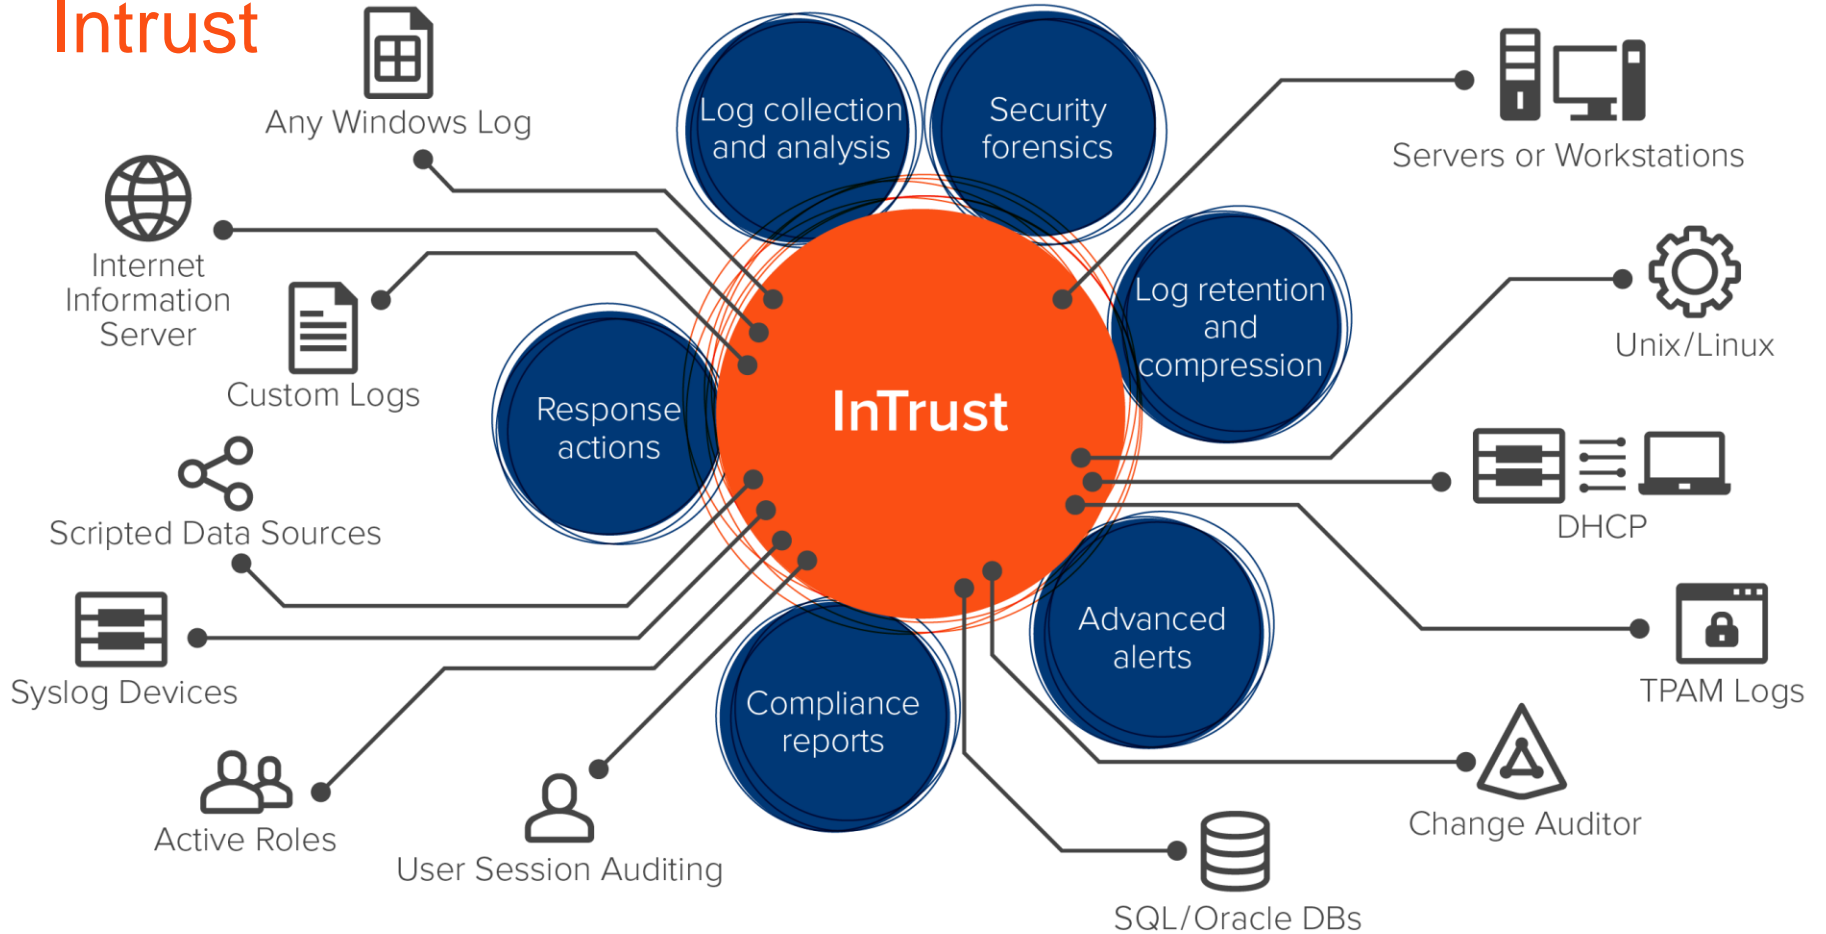 Intrust
Any Windows Log
Internet
Information
Server
Custom Logs
Scripted Data Sources
Syslog Devices
Active Roles
User Session Auditing
Log collection
and analysis
Security
forensics
Log retention
and
compression
Response
actions
InTrust
Advanced
alerts
Compliance
reports
Servers or Workstations
Unix/Linux
DHCP
TPAM Logs
Change Auditor
SQL/Oracle DBs